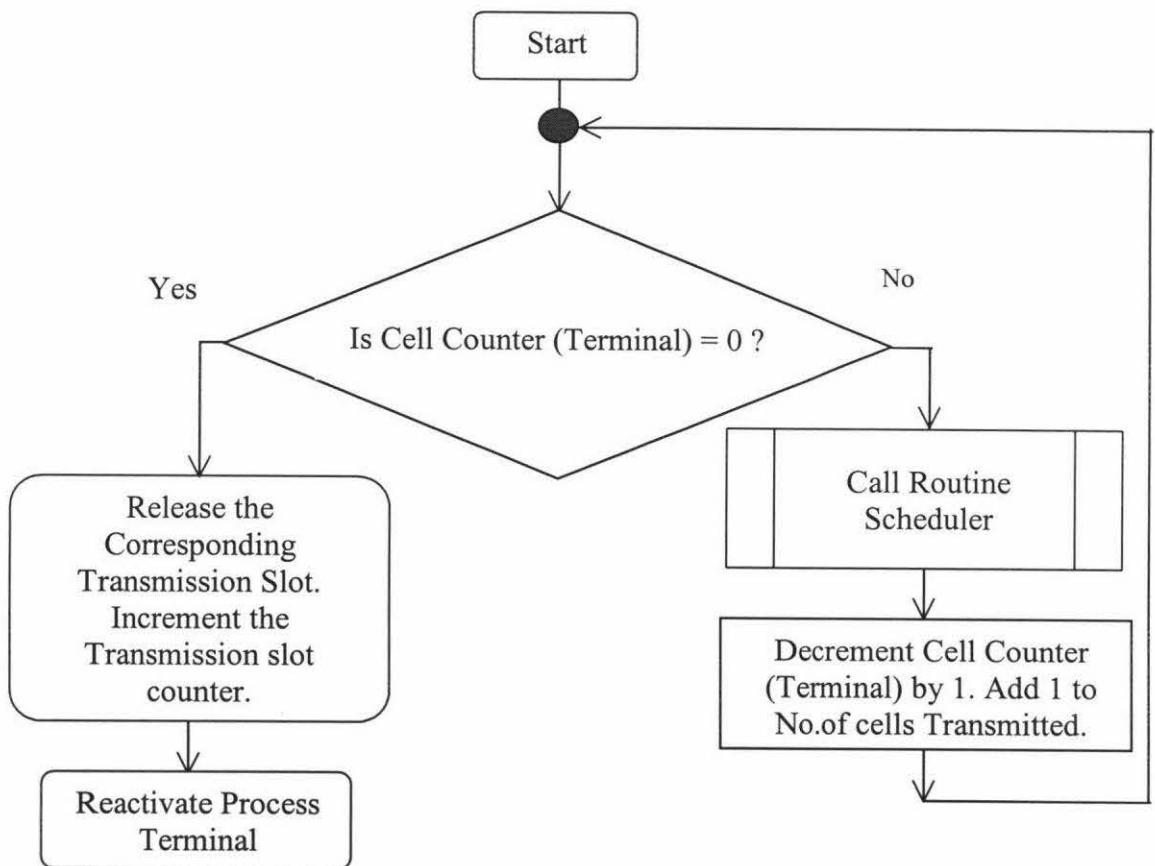 Start
Yes
No
Is Cell Counter (Terminal) = 0 ?
Release the
Corresponding
Transmission Slot.
Increment the
Transmission slot
counter.
Reactivate Process
Terminal
Call Routine
Scheduler
Decrement Cell Counter
(Terminal) by 1. Add 1 to
No.of cells Transmitted.